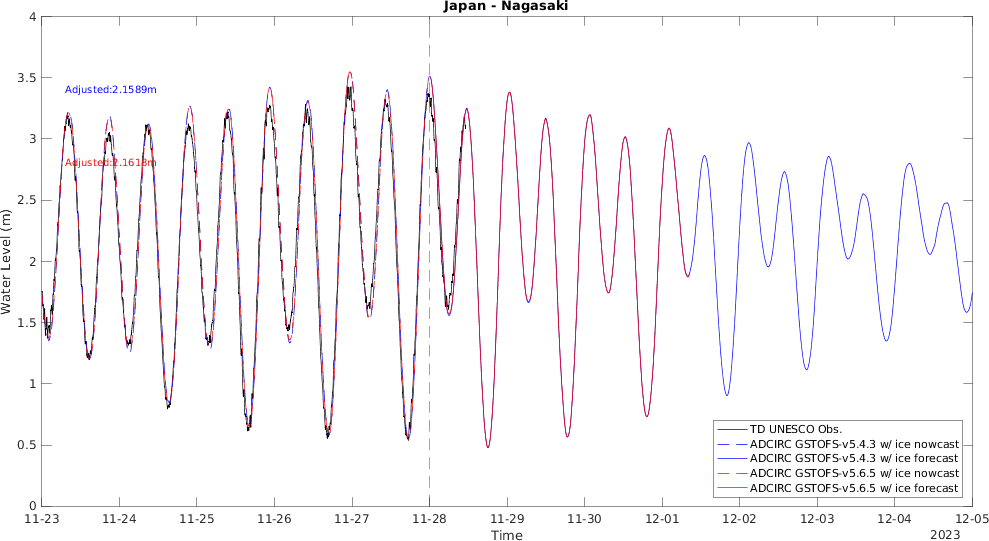 Japan - Nagasaki
4
3.5
3
2.5
2
1.5
1
0.5
0
Water Level (m)
Adjusted:2.1589m
Adjusted:2.1618m
TD UNESCO Obs.
ADCIRC GSTOFS-v5.4.3 w/ ice nowcast
ADCIRC GSTOFS-v5.4.3 w/ ice forecast
ADCIRC GSTOFS-v5.6.5 w/ ice nowcast
ADCIRC GSTOFS-v5.6.5 w/ ice forecast
11-23 11-24 11-25 11-26 11-27 11-28 11-29 11-30 12-01 12-02 12-03 12-04 12-05
Time
2023